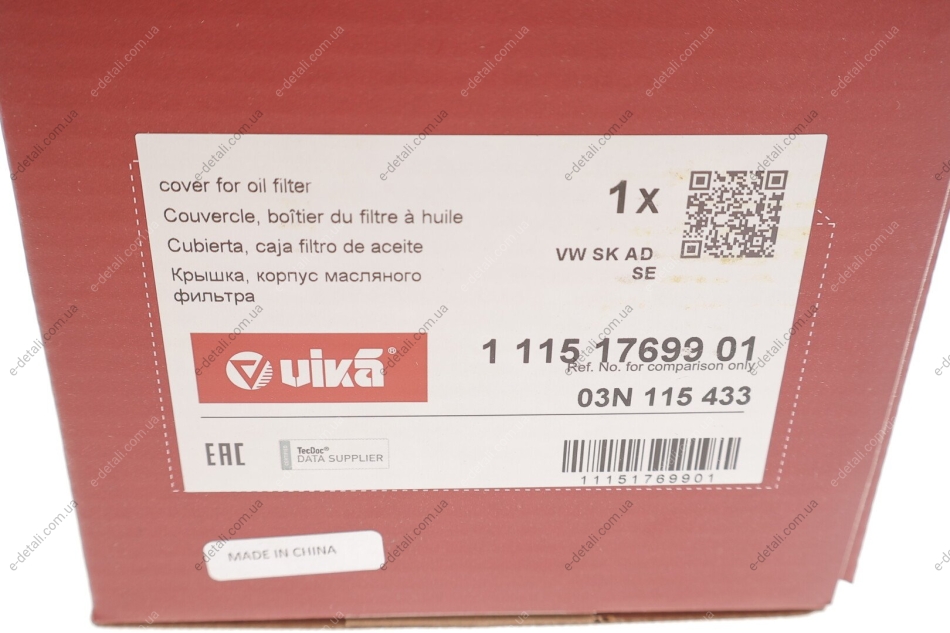 cover for oil filter
Couvercle, boîtier du filtre à huile
Cubierta, caja filtro de aceite
Крышка, корпус масляного
фильтра
1x
VW SK AD
SE
vika®
1 115 17699 01
Ref. No. for comparison only
03N 115 433
EAC
TecDoc®
DATA SUPPLIER
11151769901
MADE IN CHINA
e-detali.com.ua